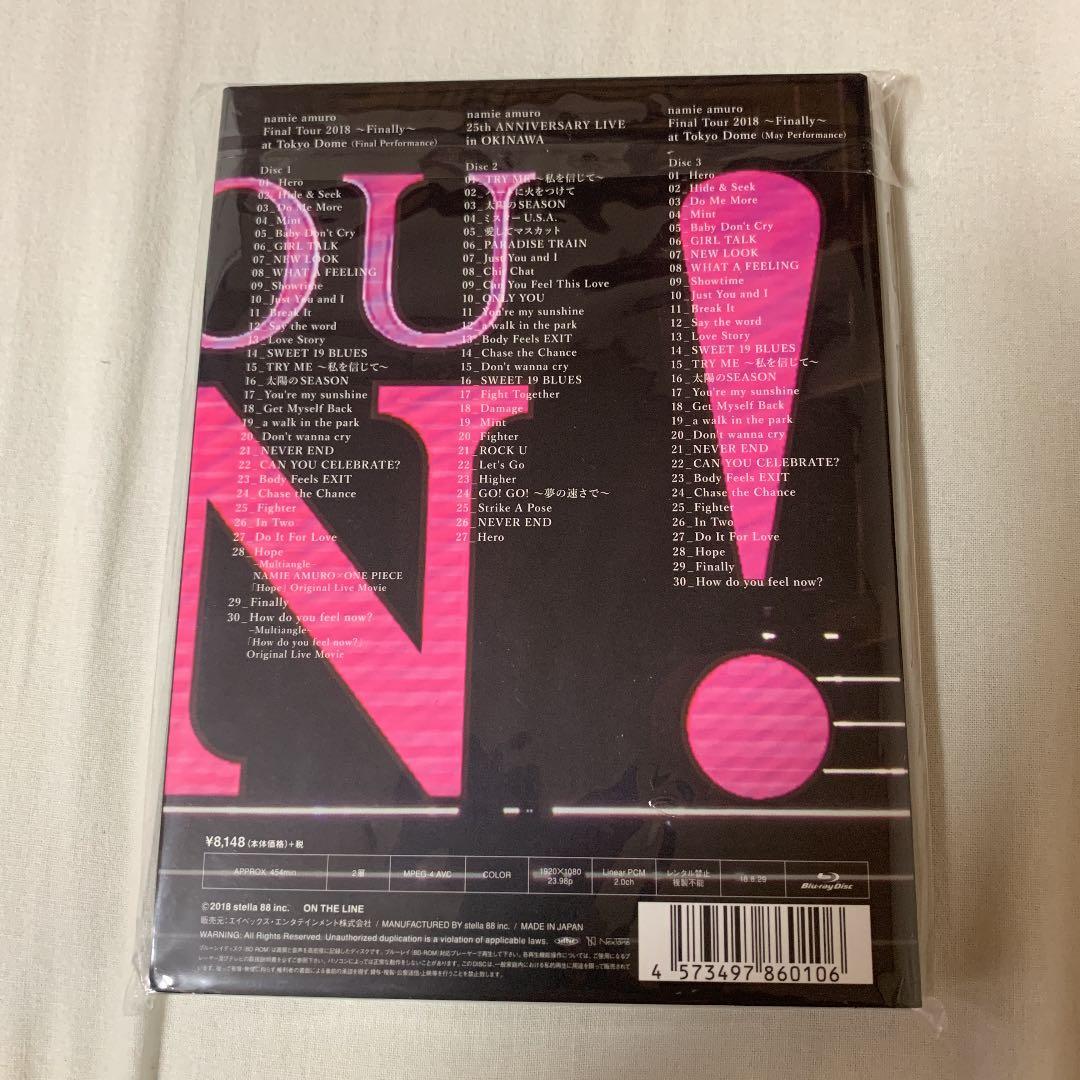 OU
N!
namie amuro
Final Tour 2018 ～Finally～
at Tokyo Dome (Final Performance)
Disc 1
01_Hero
02_Hide & Seek
03_Do Me More
04_Mint
05_Baby Don't Cry
06_GIRL TALK
07_NEW LOOK
08_WHAT A FEELING
09_Showtime
10_Just You and I
11_Break It
12_Say the word
13_Love Story
14_SWEET 19 BLUES
15_TRY ME ～私を信じて～
16_太陽のSEASON
17_You're my sunshine
18_Get Myself Back
19_a walk in the park
20_Don't wanna cry
21_NEVER END
22_CAN YOU CELEBRATE?
23_Body Feels EXIT
24_Chase the Chance
25_Fighter
26_In Two
27_Do It For Love
28_Hope
–Multiangle–
NAMIE AMURO×ONE PIECE
「Hope」Original Live Movie
29_Finally
30_How do you feel now?
–Multiangle–
「How do you feel now?」
Original Live Movie
namie amuro
25th ANNIVERSARY LIVE
in OKINAWA
Disc 2
01_TRY ME ～私を信じて～
02_に火をつけて
03_太陽のSEASON
04_ミスターU.S.A.
05_愛してマスカット
06_PARADISE TRAIN
07_Just You and I
08_Chit Chat
09_Can You Feel This Love
10_ONLY YOU
11_You're my sunshine
12_a walk in the park
13_Body Feels EXIT
14_Chase the Chance
15_Don't wanna cry
16_SWEET 19 BLUES
17_Fight Together
18_Damage
19_Mint
20_Fighter
21_ROCK U
22_Let's Go
23_Higher
24_GO! GO! ～夢の速さで～
25_Strike A Pose
26_NEVER END
27_Hero
namie amuro
Final Tour 2018 ～Finally～
at Tokyo Dome (May Performance)
Disc 3
01_Hero
02_Hide & Seek
03_Do Me More
04_Mint
05_Baby Don't Cry
06_GIRL TALK
07_NEW LOOK
08_WHAT A FEELING
09_Showtime
10_Just You and I
11_Break It
12_Say the word
13_Love Story
14_SWEET 19 BLUES
15_TRY ME ～私を信じて～
16_太陽のSEASON
17_You're my sunshine
18_Get Myself Back
19_a walk in the park
20_Don't wanna cry
21_NEVER END
22_CAN YOU CELEBRATE?
23_Body Feels EXIT
24_Chase the Chance
25_Fighter
26_In Two
27_Do It For Love
28_Hope
29_Finally
30_How do you feel now?
¥8,148(本体価格)+税
APPROX. 454min
2層
MPEG-4 AVC
COLOR
1920×1080
23.98p
Linear PCM
2.0ch
レンタル禁止
複製不能
18.8.29
Blu-ray Disc
©2018 stella 88 inc. ON THE LINE
販売元：エイベックス・エンタテインメント株式会社 / MANUFACTURED BY stella 88 inc. / MADE IN JAPAN
WARNING: All Rights Reserved. Unauthorized duplication is a violation of applicable laws.
4 573497 860106